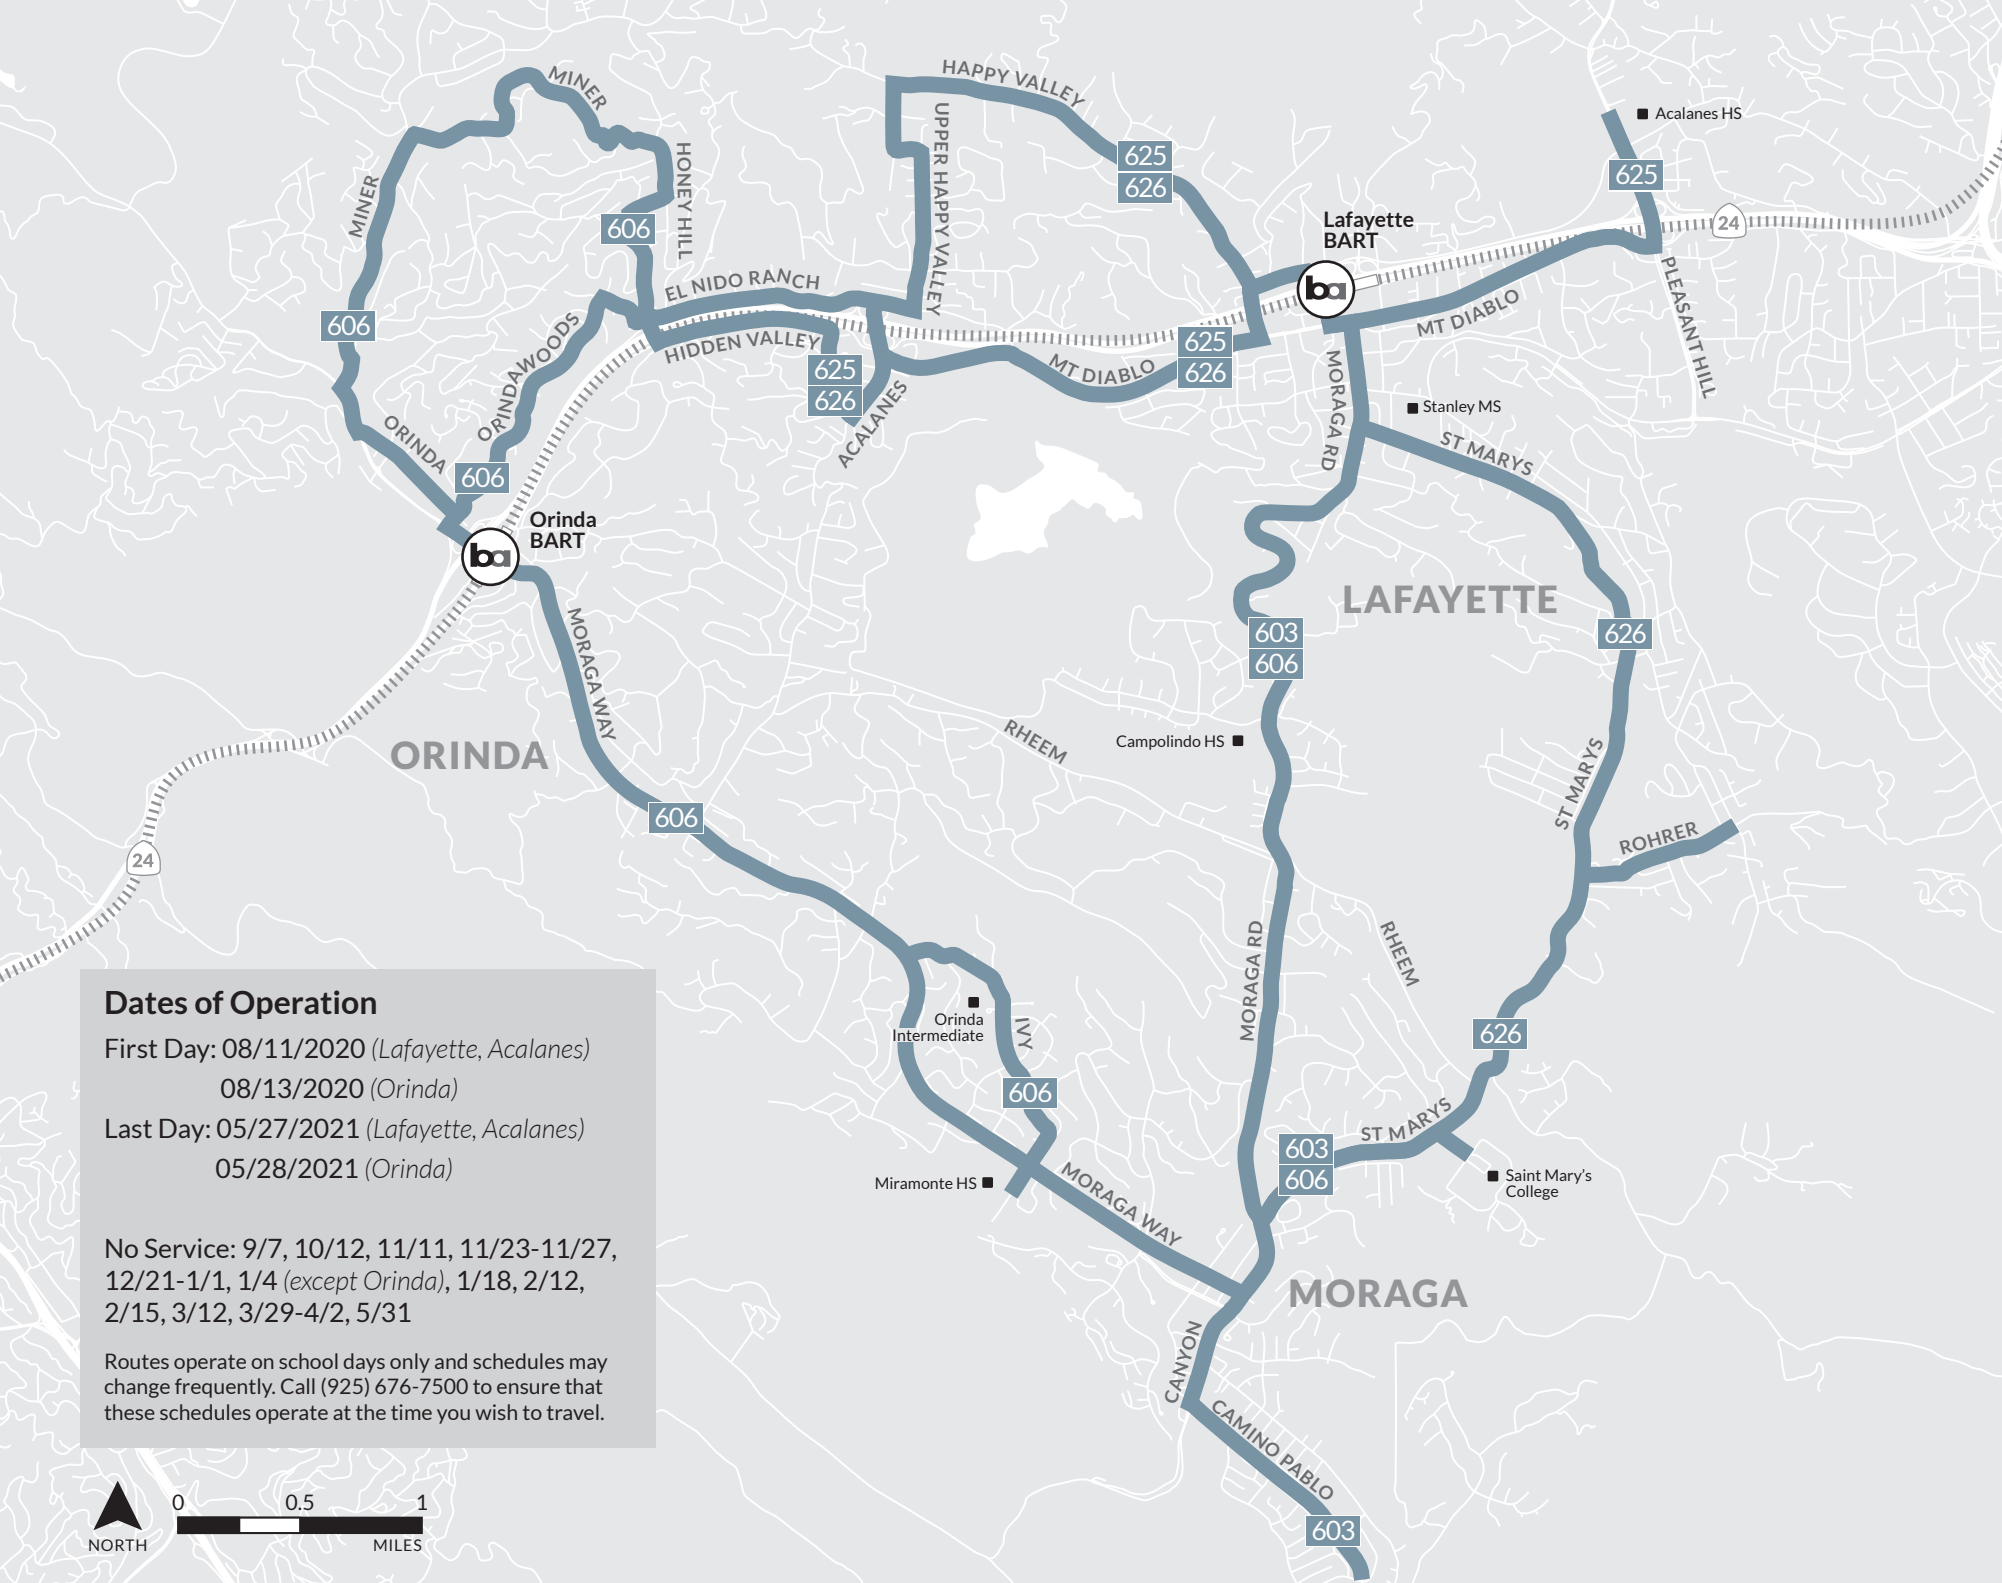 MINER
HAPPY VALLEY
Acalanes HS
UPPER HAPPY VALLEY
HONEY HILL
625
626
625
MINER
606
Lafayette
BART
24
ba
EL NIDO RANCH
PLEASANT HILL
MT DIABLO
606
ORINDAWOODS
HIDDEN VALLEY
625
626
625
626
MT DIABLO
MORAGA RD
ACALANES
Stanley MS
ORINDA
ST MARYS
606
Orinda
BART
ba
LAFAYETTE
603
606
626
MORAGA WAY
RHEEM
Campolindo HS
ORINDA
ST MARYS
606
ROHRER
24
MORAGA RD
RHEEM
Orinda
Intermediate
IVY
626
606
ST MARYS
603
606
Miramonte HS
MORAGA WAY
Saint Mary's
College
MORAGA
CANYON
CAMINO PABLO
603
Dates of Operation
First Day: 08/11/2020 (Lafayette, Acalanes)
08/13/2020 (Orinda)
Last Day: 05/27/2021 (Lafayette, Acalanes)
05/28/2021 (Orinda)
No Service: 9/7, 10/12, 11/11, 11/23-11/27,
12/21-1/1, 1/4 (except Orinda), 1/18, 2/12,
2/15, 3/12, 3/29-4/2, 5/31
Routes operate on school days only and schedules may
change frequently. Call (925) 676-7500 to ensure that
these schedules operate at the time you wish to travel.
0 0.5 1
NORTH MILES